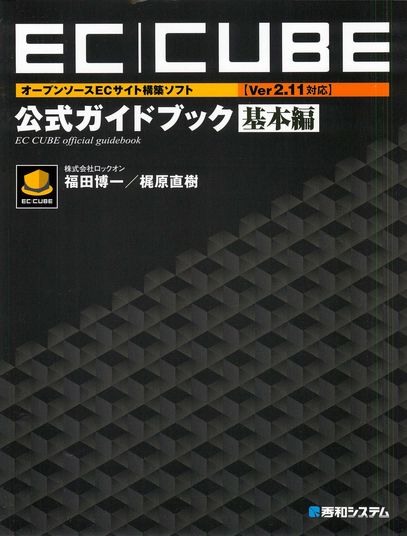 EC|CUBE
オープンソースECサイト構築ソフト 【Ver2.11対応】
公式ガイドブック 基本編
EC CUBE official guidebook
EC CUBE
株式会社ロックオン
福田博一／梶原直樹
秀和システム